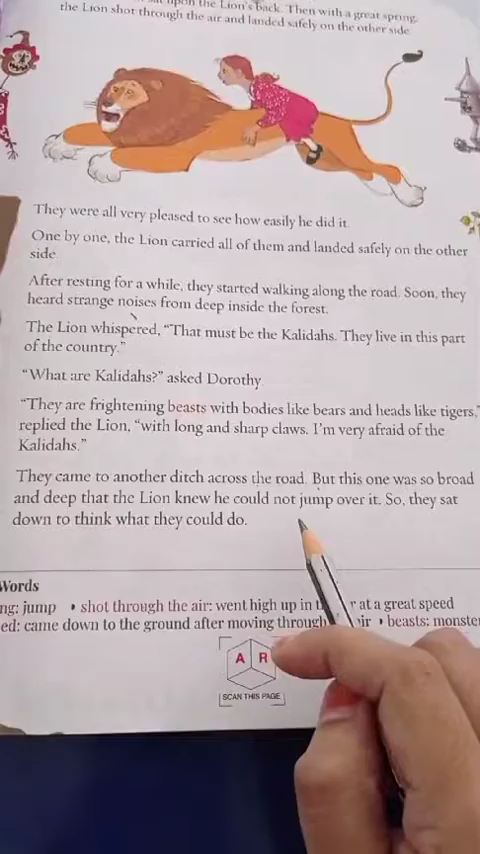 upon the Lion's back. Then with a great spring,
the Lion shot through the air and landed safely on the other side
They were all very pleased to see how easily he did it.
One by one, the Lion carried all of them and landed safely on the other
side.
After resting for a while, they started walking along the road. Soon, they
heard strange noises from deep inside the forest.
The Lion whispered, “That must be the Kalidahs. They live in this part
of the country.”
“What are Kalidahs?” asked Dorothy.
“They are frightening beasts with bodies like bears and heads like tigers,”
replied the Lion, “with long and sharp claws. I'm very afraid of the
Kalidahs.”
They came to another ditch across the road. But this one was so broad
and deep that the Lion knew he could not jump over it. So, they sat
down to think what they could do.
Words
ng: jump • shot through the air: went high up in at a great speed
ed: came down to the ground after moving through ir • beasts: monste
A R
SCAN THIS PAGE